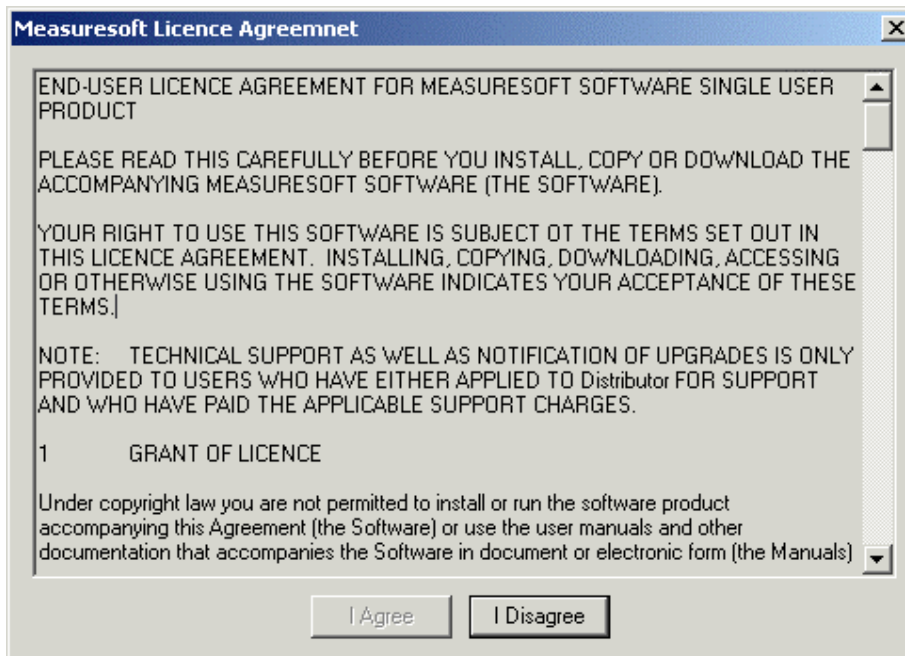 Measuresoft Licence Agreemnet
END-USER LICENCE AGREEMENT FOR MEASURESOFT SOFTWARE SINGLE USER
PRODUCT
PLEASE READ THIS CAREFULLY BEFORE YOU INSTALL, COPY OR DOWNLOAD THE
ACCOMPANYING MEASURESOFT SOFTWARE (THE SOFTWARE).
YOUR RIGHT TO USE THIS SOFTWARE IS SUBJECT OT THE TERMS SET OUT IN
THIS LICENCE AGREEMENT. INSTALLING, COPYING, DOWNLOADING, ACCESSING
OR OTHERWISE USING THE SOFTWARE INDICATES YOUR ACCEPTANCE OF THESE
TERMS.
NOTE: TECHNICAL SUPPORT AS WELL AS NOTIFICATION OF UPGRADES IS ONLY
PROVIDED TO USERS WHO HAVE EITHER APPLIED TO Distributor FOR SUPPORT
AND WHO HAVE PAID THE APPLICABLE SUPPORT CHARGES.
1 GRANT OF LICENCE
Under copyright law you are not permitted to install or run the software product
accompanying this Agreement (the Software) or use the user manuals and other
documentation that accompanies the Software in document or electronic form (the Manuals)
I Agree
I Disagree